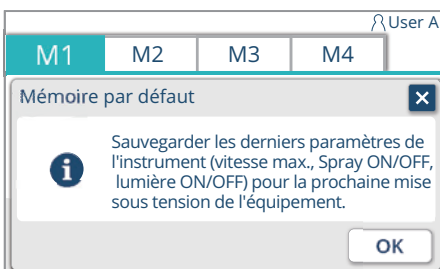 User A
M1 M2 M3 M4
Mémoire par défaut
Sauvegarder les derniers paramètres de
l'instrument (vitesse max., Spray ON/OFF,
lumière ON/OFF) pour la prochaine mise
sous tension de l'équipement.
OK